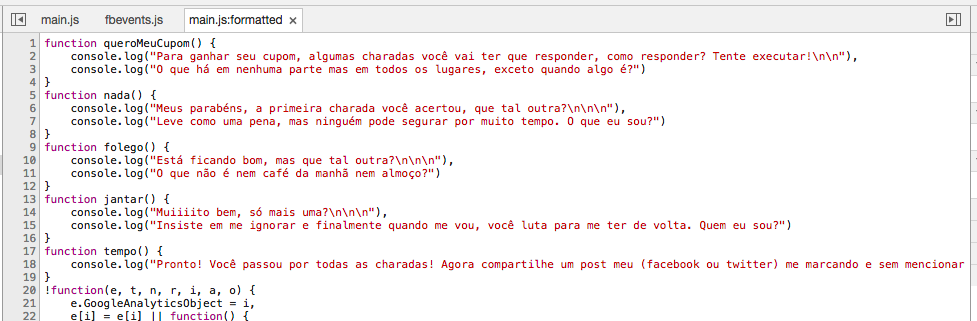 main.js fbevents.js main.js:formatted ×
1 function queroMeuCupom() {
2 console.log("Para ganhar seu cupom, algumas charadas você vai ter que responder, como responder? Tente executar!\n\n"),
3 console.log("O que há em nenhuma parte mas em todos os lugares, exceto quando algo é?")
4 }
5 function nada() {
6 console.log("Meus parabéns, a primeira charada você acertou, que tal outra?\n\n\n"),
7 console.log("Leve como uma pena, mas ninguém pode segurar por muito tempo. O que eu sou?")
8 }
9 function folego() {
10 console.log("Está ficando bom, mas que tal outra?\n\n\n"),
11 console.log("O que não é nem café da manhã nem almoço?")
12 }
13 function jantar() {
14 console.log("Muiiiito bem, só mais uma?\n\n\n"),
15 console.log("Insiste em me ignorar e finalmente quando me vou, você luta para me ter de volta. Quem eu sou?")
16 }
17 function tempo() {
18 console.log("Pronto! Você passou por todas as charadas! Agora compartilhe um post meu (facebook ou twitter) me marcando e sem mencionar
19 }
20 !function(e, t, n, r, i, a, o) {
21 e.GoogleAnalyticsObject = i,
22 e[i] = e[i] || function() {